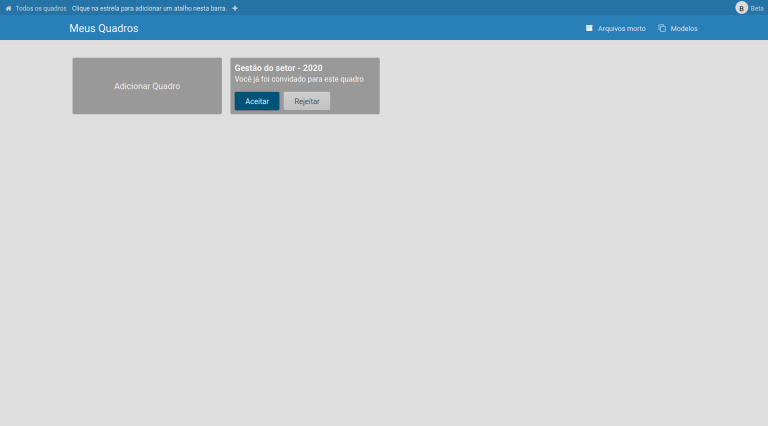 Todos os quadros Clique na estrela para adicionar um atalho nesta barra. B Beta
Meus Quadros Arquivos morto Modelos
Adicionar Quadro
Gestão do setor - 2020
Você já foi convidado para este quadro
Aceitar Rejeitar